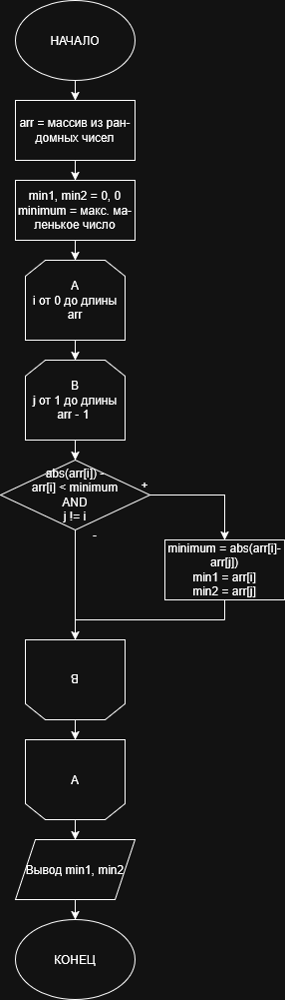 НАЧАЛО
arr = массив из ран-
домных чисел
min1, min2 = 0, 0
minimum = макс. ма-
ленькое число
A
i от 0 до длины
arr
B
j от 1 до длины
arr - 1
abs(arr[i]) -
arr[i] < minimum
AND
j != i
+
-
minimum = abs(arr[i]-
arr[j])
min1 = arr[i]
min2 = arr[j]
B
A
Вывод min1, min2
КОНЕЦ